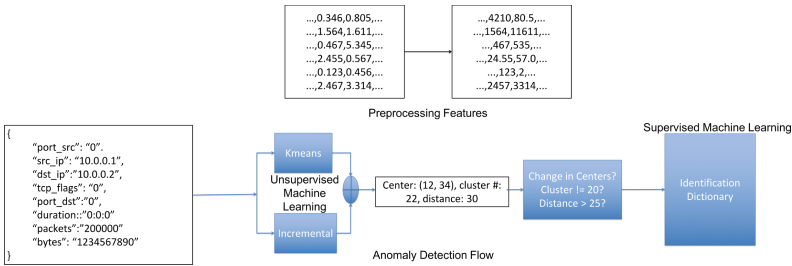 ...,0.346,0.805,...
...,1.564,1.611,...
...,0.467,5.345,...
...,2.455,0.567,...
...,0.123,0.456,...
...,2.467,3.314,...
...,4210,80.5,...
...,1564,11611,...
...,467,535,...
...,24.55,57.0,...
...,123,2,...
...,2457,3314,...
Preprocessing Features
{
"port_src": "0".
"src_ip": "10.0.0.1",
"dst_ip":"10.0.0.2",
"tcp_flags": "0",
"port_dst":"0",
"duration::"0:0:0"
"packets":"200000"
"bytes": "1234567890"
}
Kmeans
Unsupervised
Machine
Learning
Incremental
Center: (12, 34), cluster #:
22, distance: 30
Change in Centers?
Cluster != 20?
Distance > 25?
Supervised Machine Learning
Identification
Dictionary
Anomaly Detection Flow